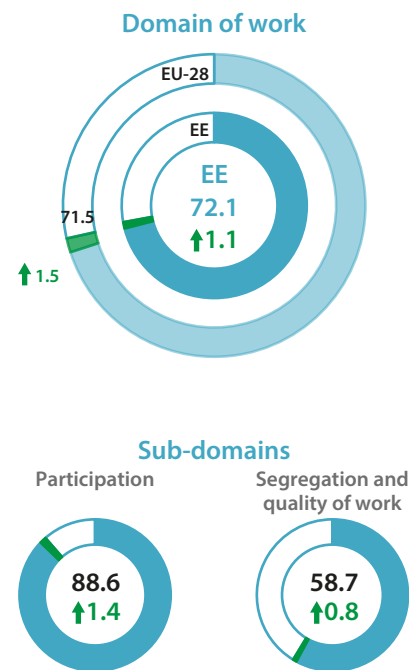 Domain of work
EU-28
EE
EE
72.1
1.1
71.5
1.5
Sub-domains
Participation
88.6
1.4
Segregation and
quality of work
58.7
0.8